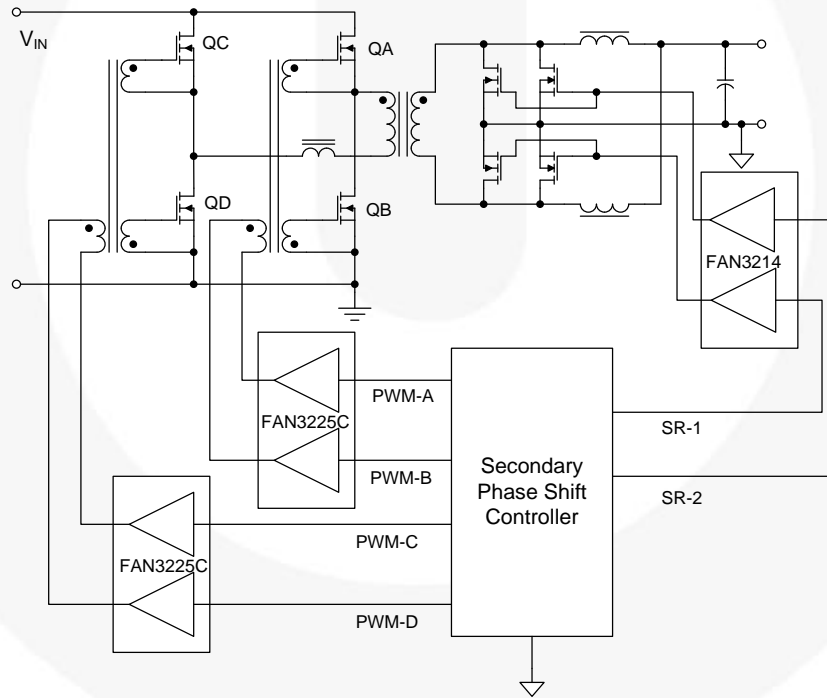 QC
QA
VIN
QD
QB
FAN3214
PWM-A
FAN3225C
SR-1
PWM-B
Secondary
Phase Shift
Controller
SR-2
PWM-C
FAN3225C
PWM-D